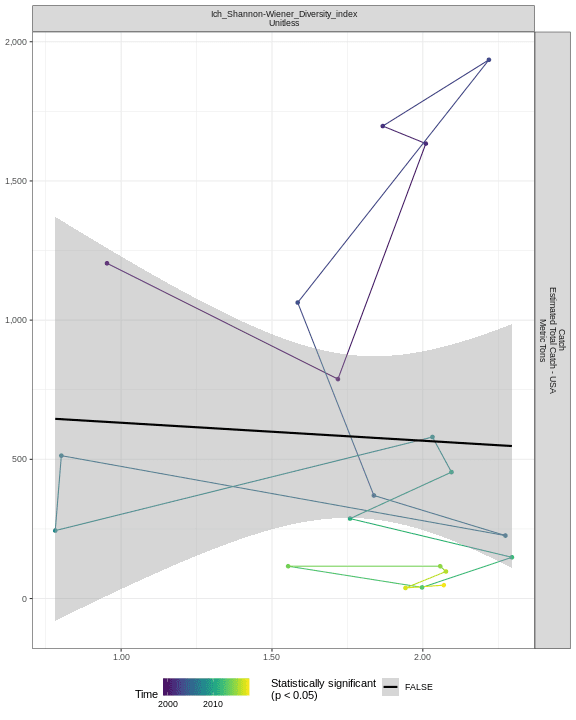 Ich_Shannon-Wiener_Diversity_index
Unitless
2,000
1,500
1,000
500
0
1.00
1.50
2.00
Catch
Estimated Total Catch - USA
Metric Tons
Time
2000
2010
Statistically significant
(p < 0.05)
FALSE